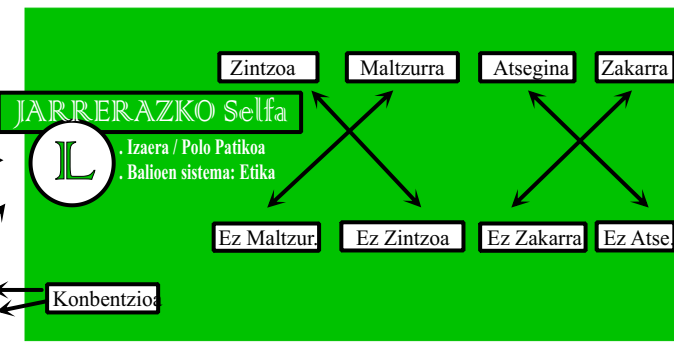 Zintzoa Maltzurra Atsegina Zakarra
JARRERAZKO Selfa
L
. Izaera / Polo Patikoa
. Balioen sistema: Etika
Ez Maltzur. Ez Zintzoa Ez Zakarra Ez Atse.
Konbentzioa